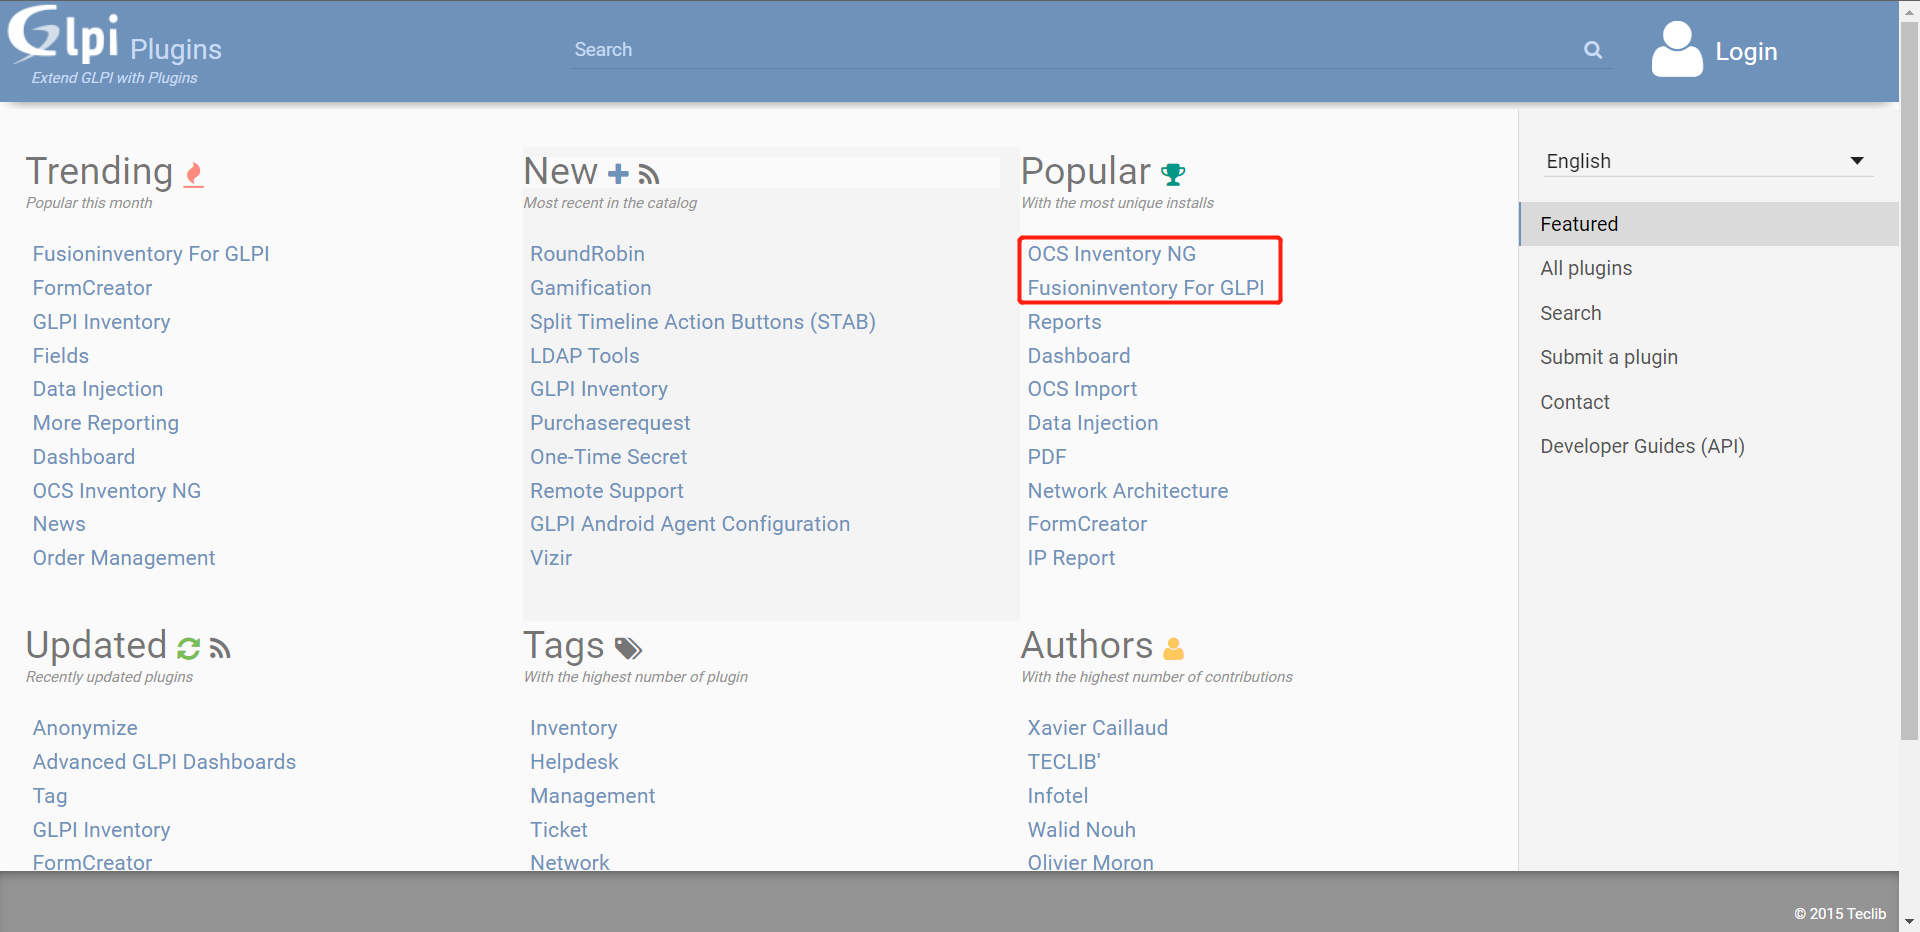 Glpi Plugins
Extend GLPI with Plugins
Search
Login
Trending
Popular this month
Fusioninventory For GLPI
FormCreator
GLPI Inventory
Fields
Data Injection
More Reporting
Dashboard
OCS Inventory NG
News
Order Management
New
Most recent in the catalog
RoundRobin
Gamification
Split Timeline Action Buttons (STAB)
LDAP Tools
GLPI Inventory
Purchaserequest
One-Time Secret
Remote Support
GLPI Android Agent Configuration
Vizir
Popular
With the most unique installs
OCS Inventory NG
Fusioninventory For GLPI
Reports
Dashboard
OCS Import
Data Injection
PDF
Network Architecture
FormCreator
IP Report
Updated
Recently updated plugins
Anonymize
Advanced GLPI Dashboards
Tag
GLPI Inventory
FormCreator
Tags
With the highest number of plugin
Inventory
Helpdesk
Management
Ticket
Network
Authors
With the highest number of contributions
Xavier Caillaud
TECLIB'
Infotel
Walid Nouh
Olivier Moron
English
Featured
All plugins
Search
Submit a plugin
Contact
Developer Guides (API)
© 2015 Teclib